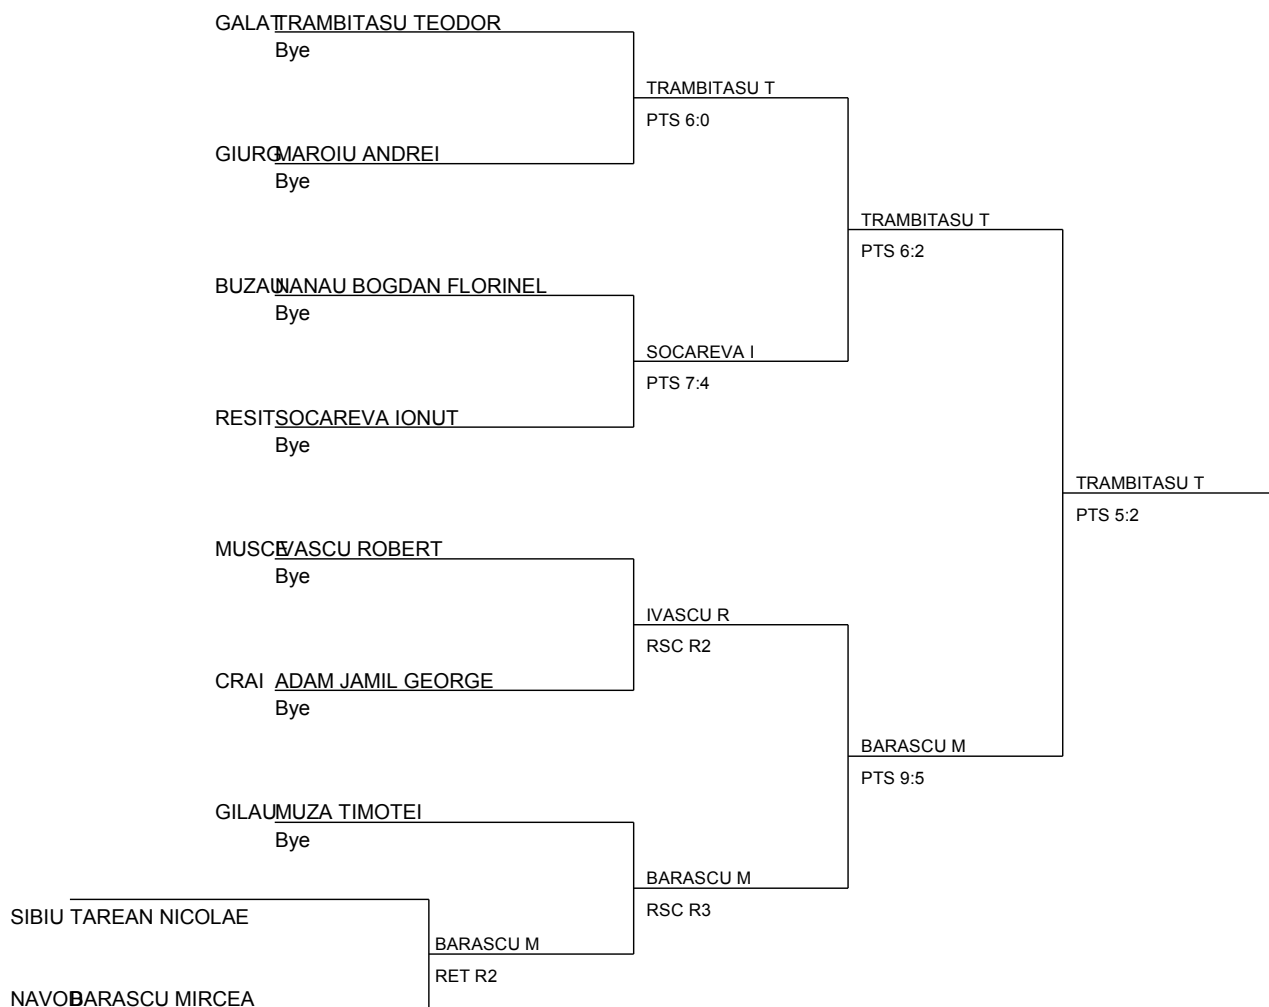 GALAT TRAMBITASU TEODOR
Bye
TRAMBITASU T
PTS 6:0
GIURG MAROIU ANDREI
Bye
TRAMBITASU T
PTS 6:2
BUZAU NANAU BOGDAN FLORINEL
Bye
SOCAREVA I
PTS 7:4
RESIT SOCAREVA IONUT
Bye
TRAMBITASU T
PTS 5:2
MUSCE IVASCU ROBERT
Bye
IVASCU R
RSC R2
CRAI ADAM JAMIL GEORGE
Bye
BARASCU M
PTS 9:5
GILAU MUZA TIMOTEI
Bye
BARASCU M
RSC R3
SIBIU TAREAN NICOLAE
BARASCU M
RET R2
NAVOD BARASCU MIRCEA